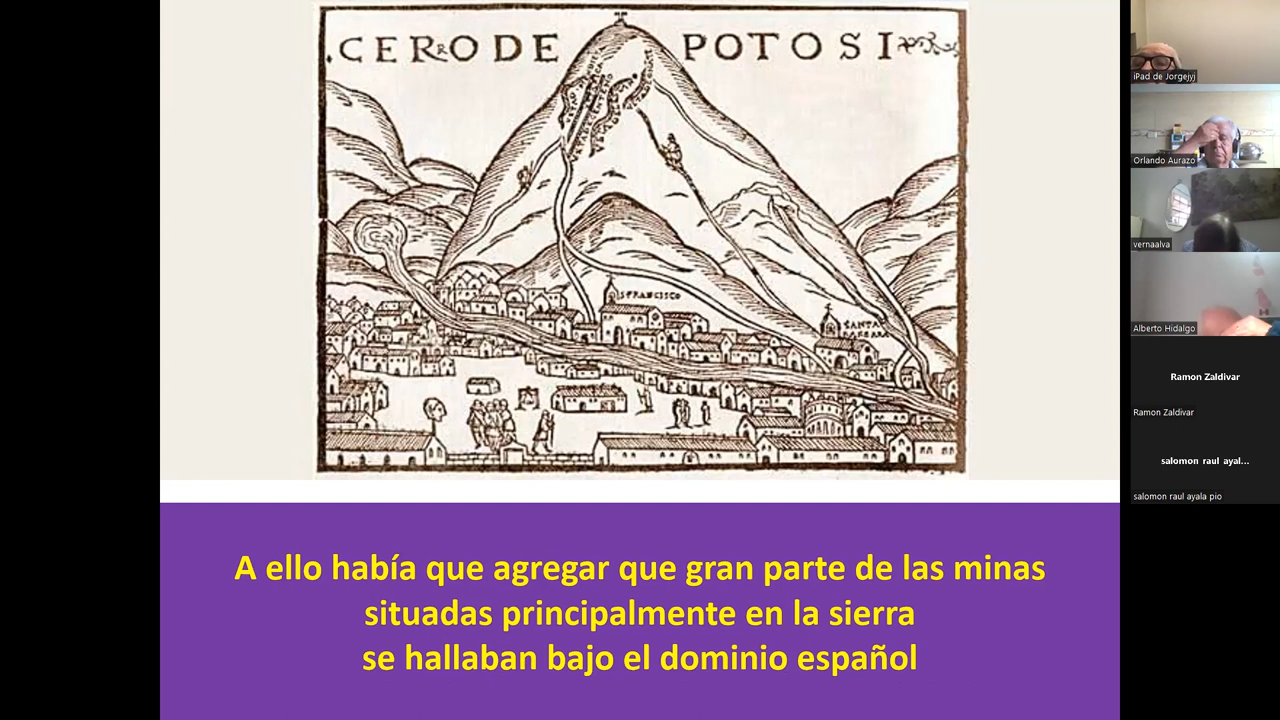 .CERRO DE POTOSI
S FRANCISCO
SANTA
A ello había que agregar que gran parte de las minas
situadas principalmente en la sierra
se hallaban bajo el dominio español
iPad de Jorgejyj
Orlando Aurazo
vernaalva
Alberto Hidalgo
Ramon Zaldivar
Ramon Zaldivar
salomon raul ayal...
salomon raul ayala pio